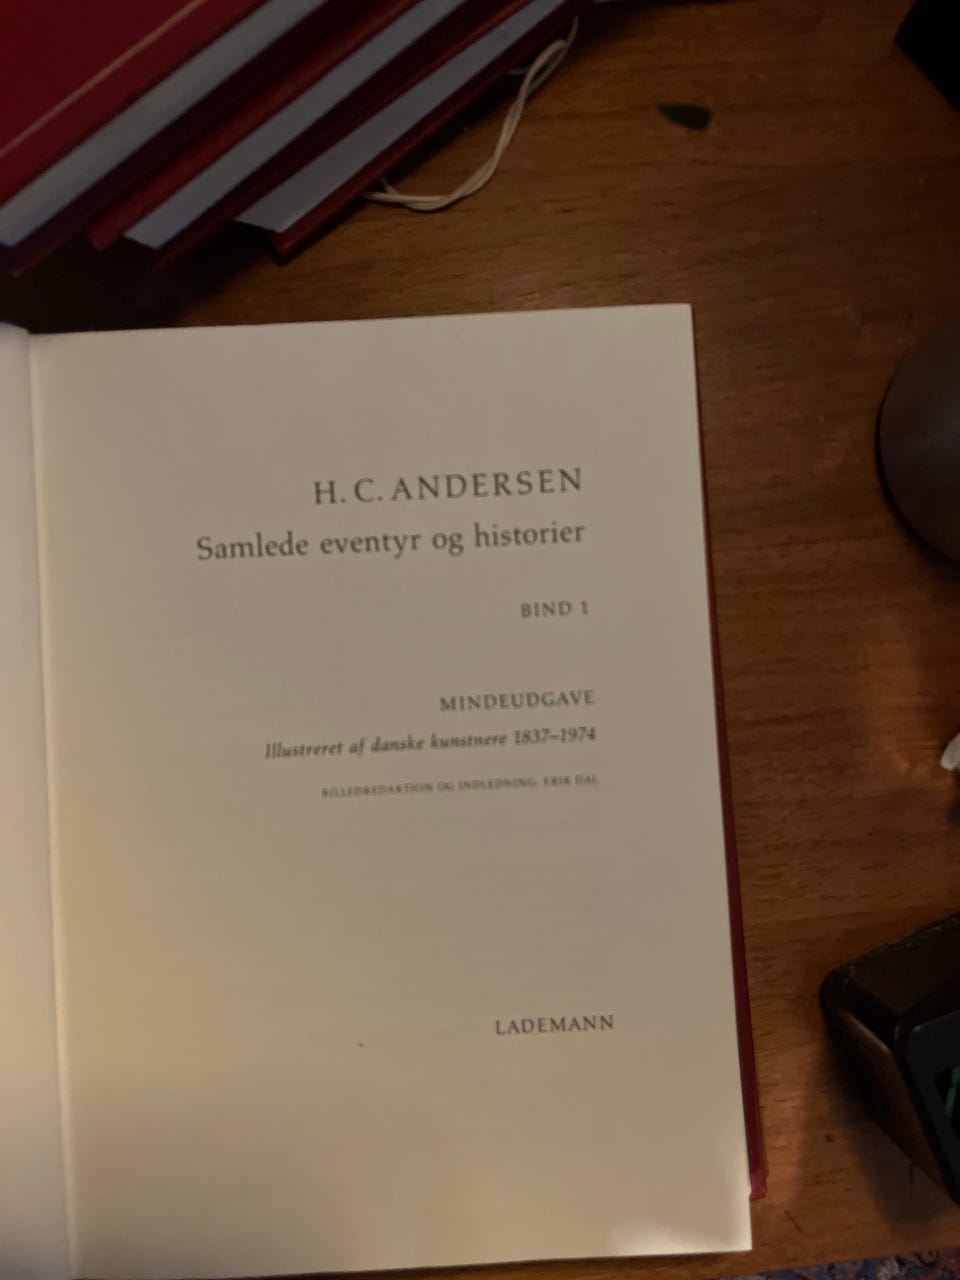 H. C. ANDERSEN
Samlede eventyr og historier
BIND 1
MINDEUDGAVE
Illustreret af danske kunstnere 1837–1974
BILLEDREDAKTION OG INDLEDNING: ERIK DAL
LADEMANN